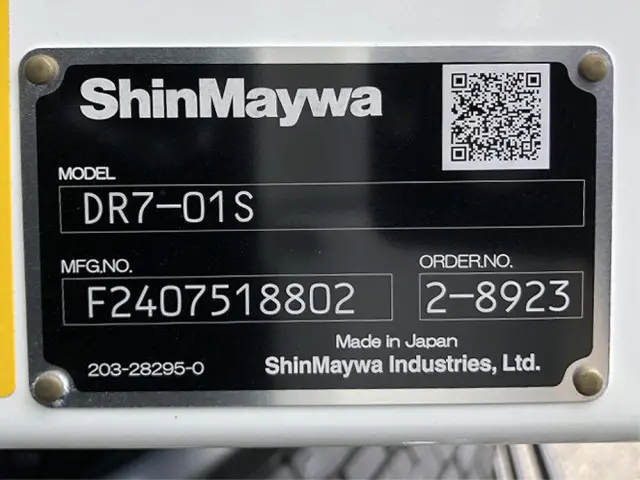 ShinMaywa
MODEL
DR7-01S
MFG.NO.
ORDER.NO.
F2407518802
2-8923
Made in Japan
203-28295-0
ShinMaywa Industries, Ltd.